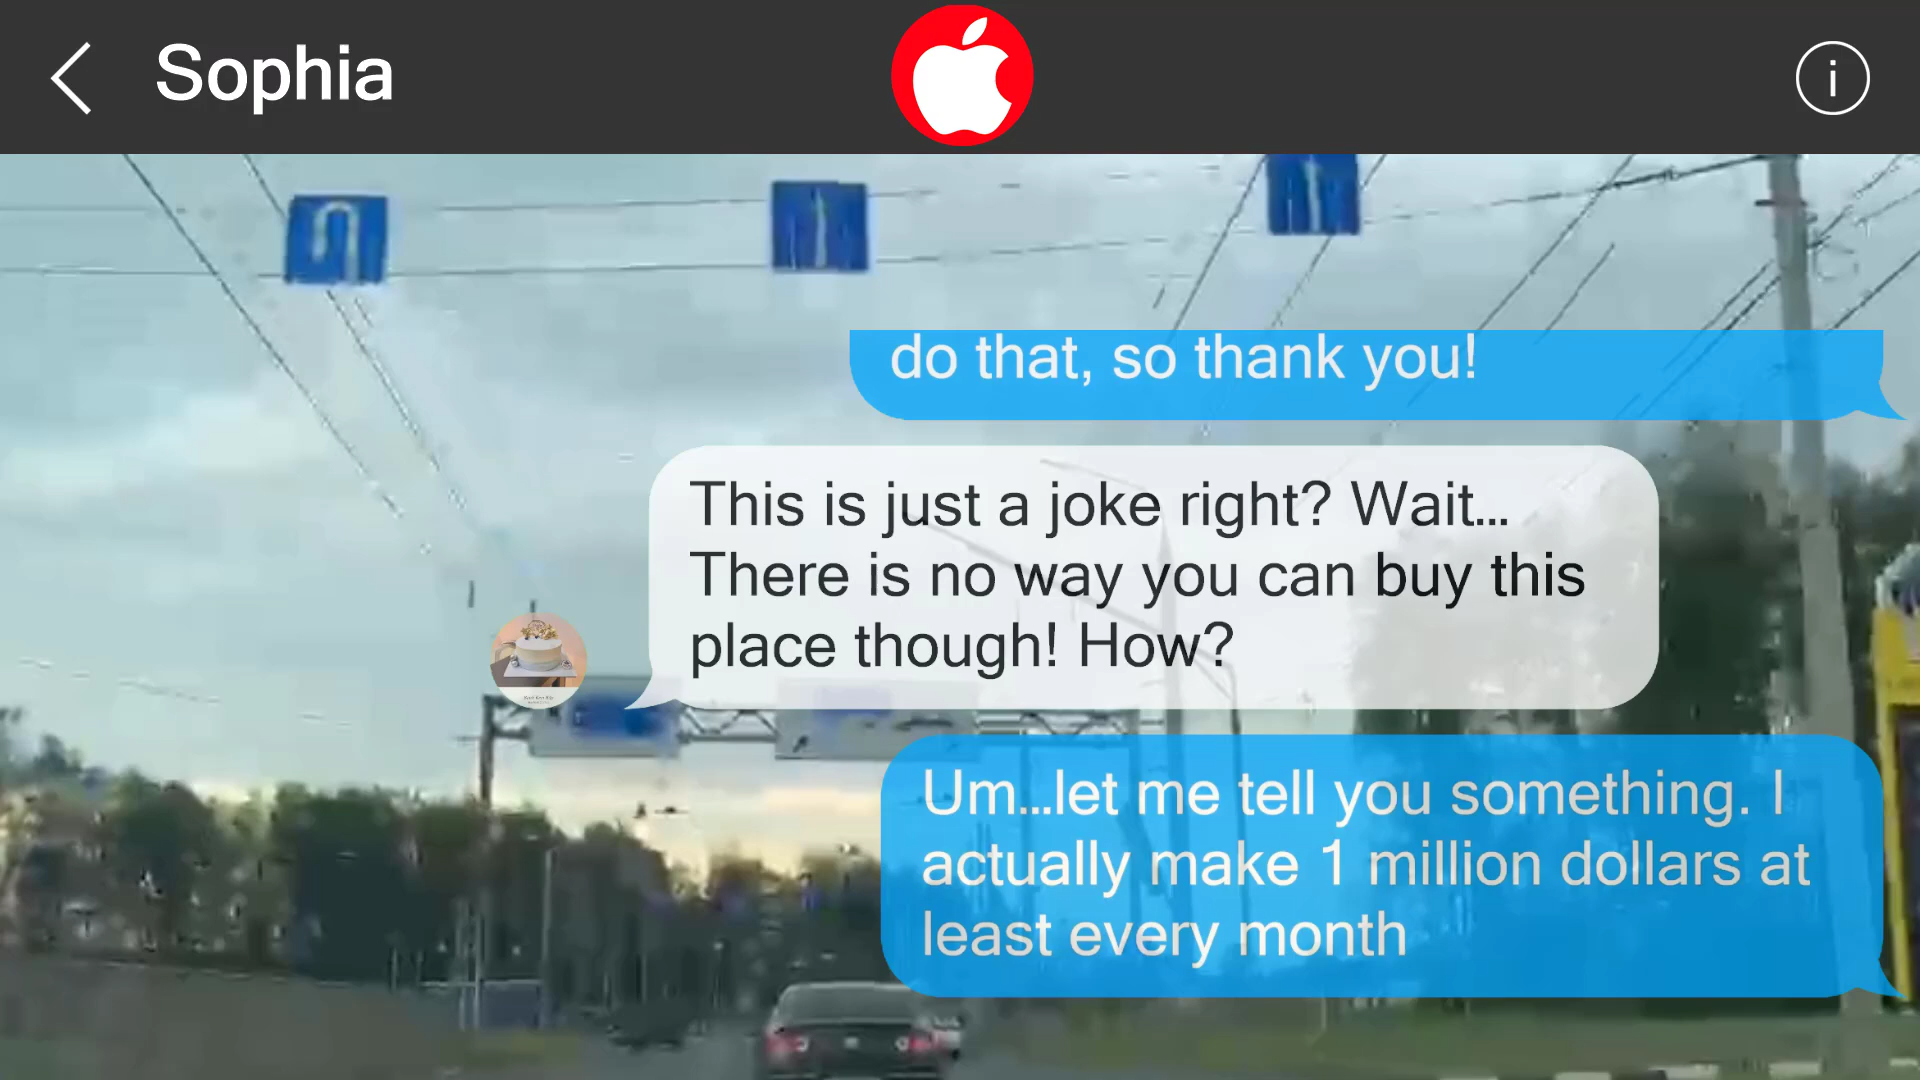 Sophia
do that, so thank you!
This is just a joke right? Wait...
There is no way you can buy this
place though! How?
Um...let me tell you something. I
actually make 1 million dollars at
least every month